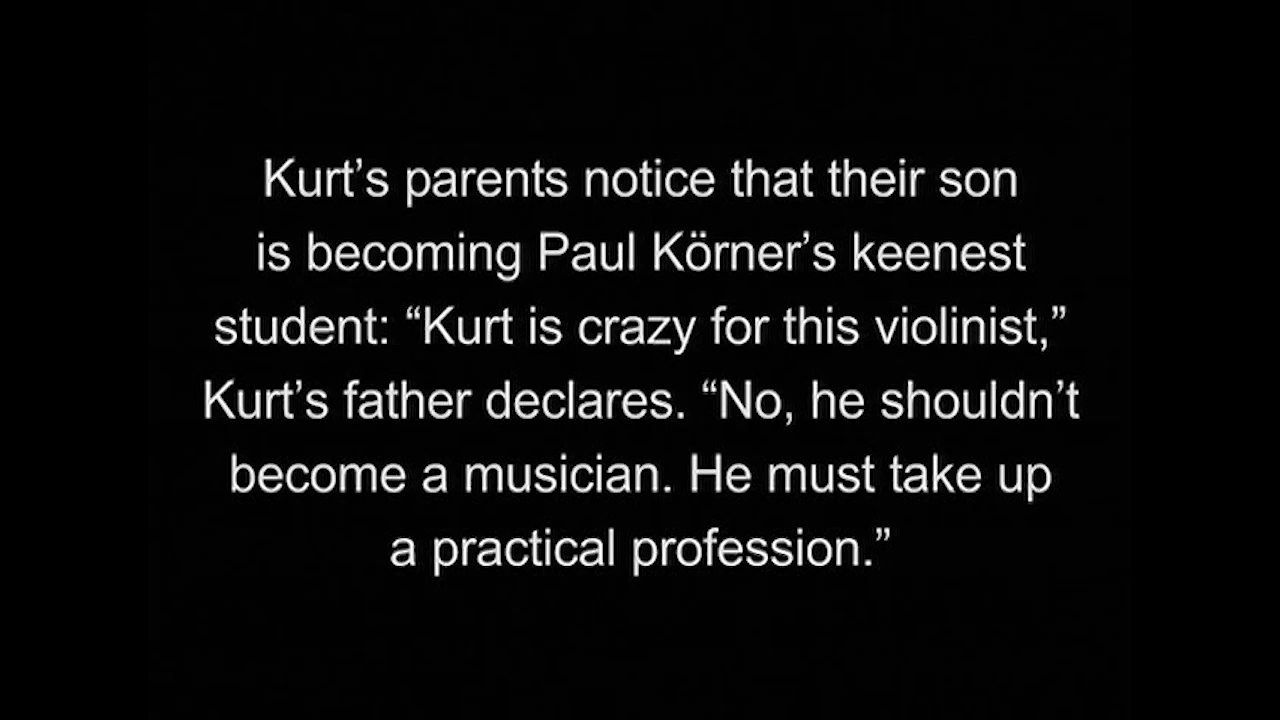 Kurt’s parents notice that their son
is becoming Paul Körner’s keenest
student: “Kurt is crazy for this violinist,”
Kurt’s father declares. “No, he shouldn’t
become a musician. He must take up
a practical profession.”